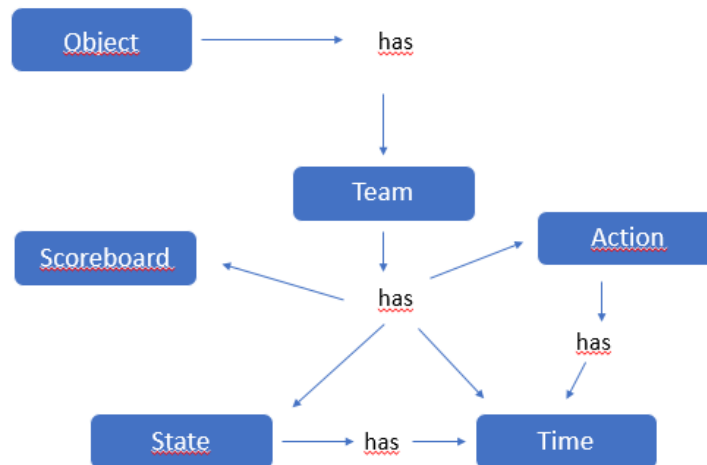 Object
has
Team
Action
Scoreboard
has
has
State
has
Time